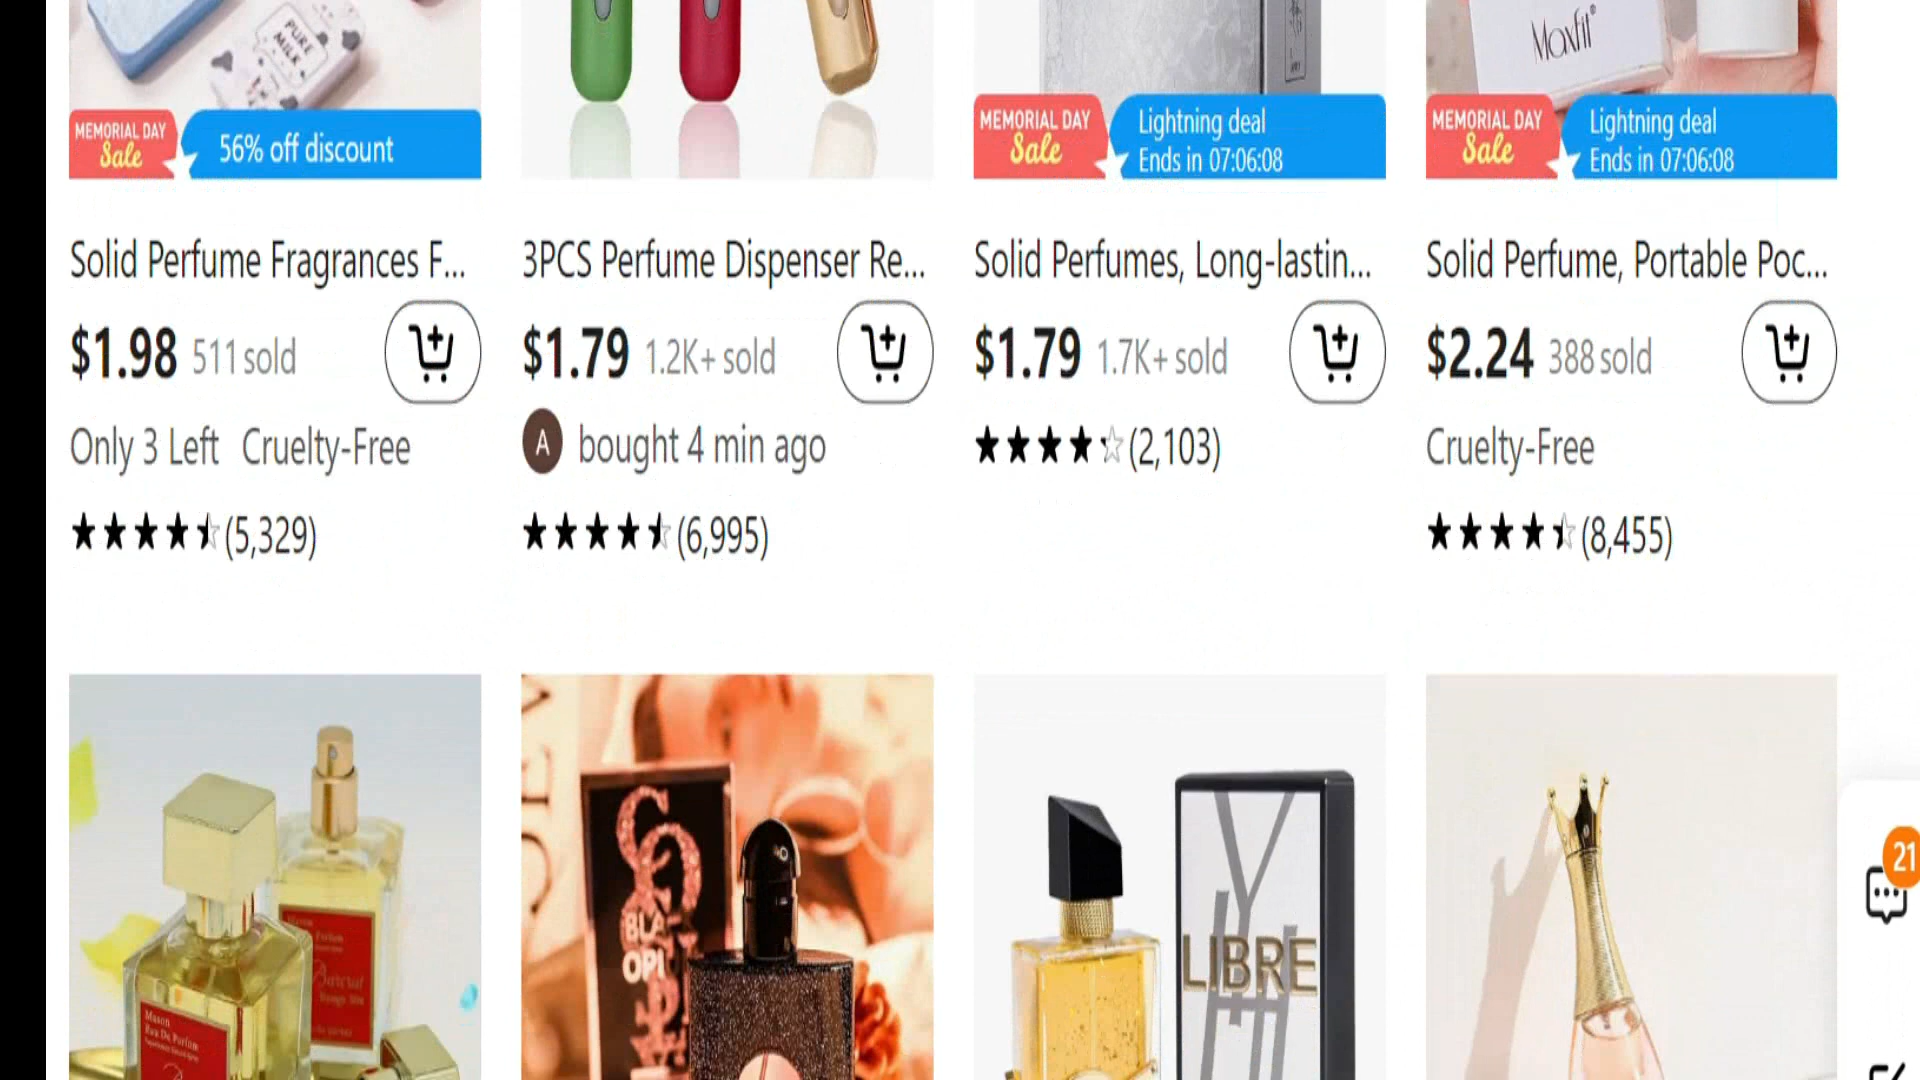 PURE
MILK
Maxfit®
MEMORIAL DAY
Sale
56% off discount
MEMORIAL DAY
Sale
Lightning deal
Ends in 07:06:08
MEMORIAL DAY
Sale
Lightning deal
Ends in 07:06:08
Solid Perfume Fragrances F...
3PCS Perfume Dispenser Re...
Solid Perfumes, Long-lastin...
Solid Perfume, Portable Poc...
$1.98 511 sold
$1.79 1.2K+ sold
$1.79 1.7K+ sold
$2.24 388 sold
Only 3 Left Cruelty-Free
A bought 4 min ago
(2,103)
Cruelty-Free
(5,329)
(6,995)
(8,455)
21
BLA
OPI
LIBRE
Mason